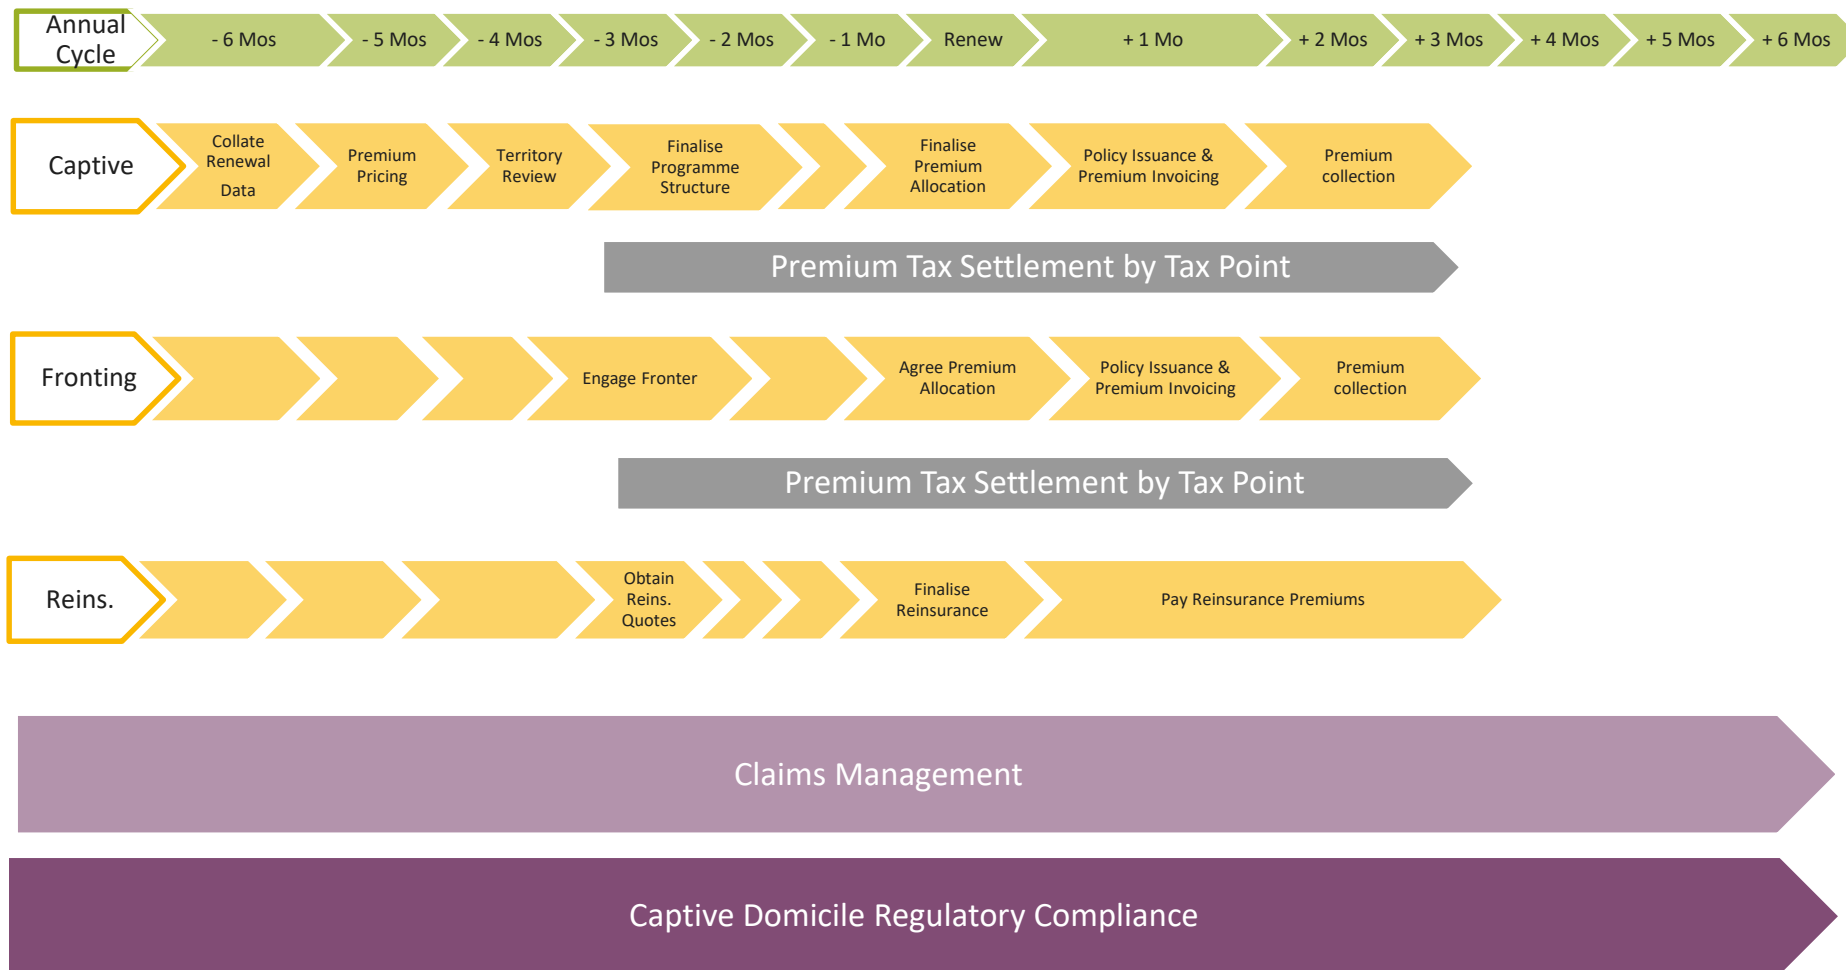 Annual
Cycle
- 6 Mos
- 5 Mos
- 4 Mos
- 3 Mos
- 2 Mos
- 1 Mo
Renew
+ 1 Mo
+ 2 Mos
+ 3 Mos
+ 4 Mos
+ 5 Mos
+ 6 Mos
Captive
Collate
Renewal
Data
Premium
Pricing
Territory
Review
Finalise
Programme
Structure
Finalise
Premium
Allocation
Policy Issuance &
Premium Invoicing
Premium
collection
Premium Tax Settlement by Tax Point
Fronting
Engage Fronter
Agree Premium
Allocation
Policy Issuance &
Premium Invoicing
Premium
collection
Premium Tax Settlement by Tax Point
Reins.
Obtain
Reins.
Quotes
Finalise
Reinsurance
Pay Reinsurance Premiums
Claims Management
Captive Domicile Regulatory Compliance